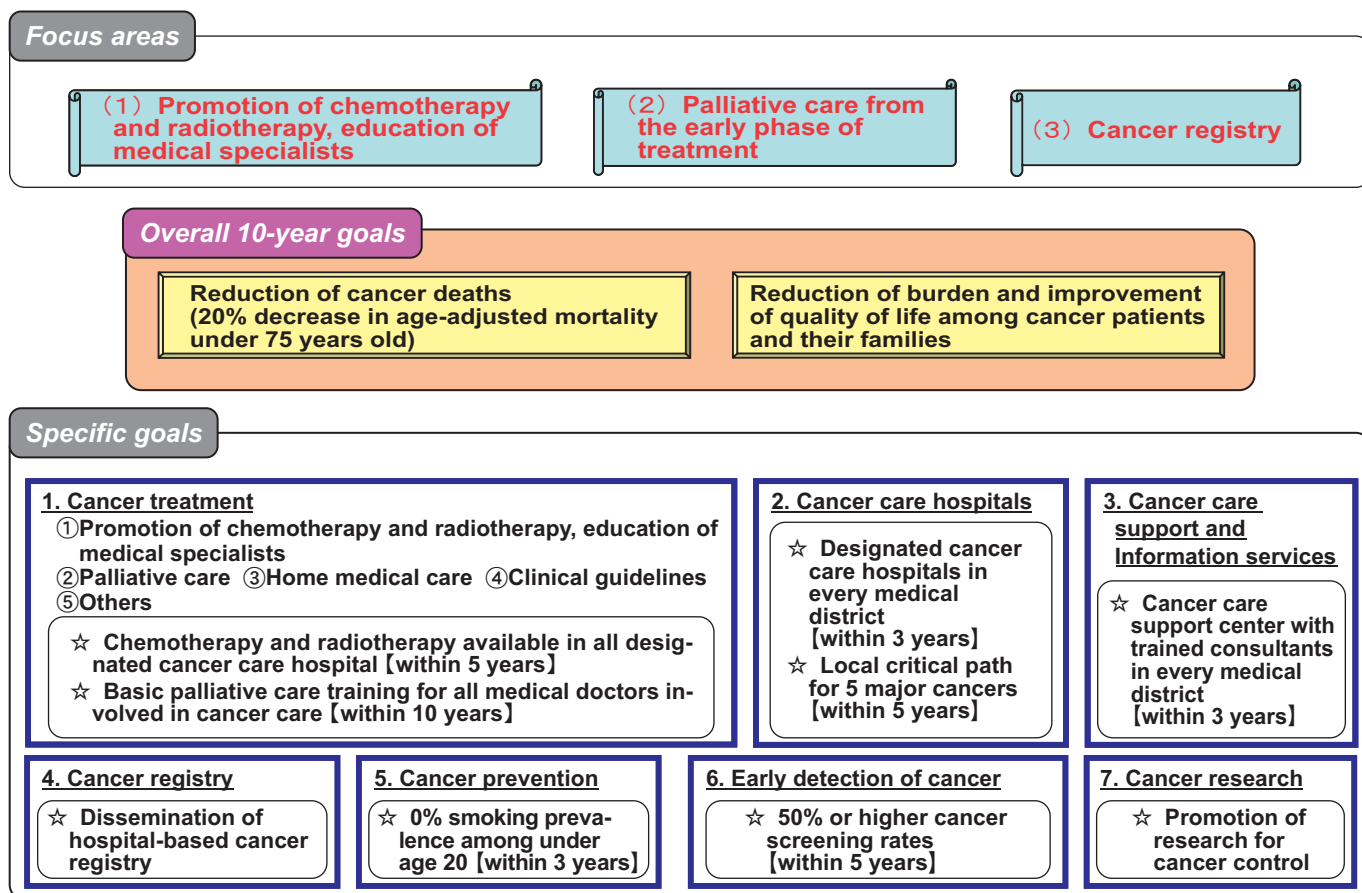 Focus areas
（1）Promotion of chemotherapy
and radiotherapy, education of
medical specialists
（2）Palliative care from
the early phase of
treatment
（3）Cancer registry
Overall 10-year goals
Reduction of cancer deaths
(20% decrease in age-adjusted mortality
under 75 years old)
Reduction of burden and improvement
of quality of life among cancer patients
and their families
Specific goals
1. Cancer treatment
①Promotion of chemotherapy and radiotherapy, education of
medical specialists
②Palliative care ③Home medical care ④Clinical guidelines
⑤Others
☆ Chemotherapy and radiotherapy available in all desig-
nated cancer care hospital【within 5 years】
☆ Basic palliative care training for all medical doctors in-
volved in cancer care【within 10 years】
2. Cancer care hospitals
☆ Designated cancer
care hospitals in
every medical
district
【within 3 years】
☆ Local critical path
for 5 major cancers
【within 5 years】
3. Cancer care
support and
Information services
☆ Cancer care
support center with
trained consultants
in every medical
district
【within 3 years】
4. Cancer registry
☆ Dissemination of
hospital-based cancer
registry
5. Cancer prevention
☆ 0% smoking preva-
lence among under
age 20【within 3 years】
6. Early detection of cancer
☆ 50% or higher cancer
screening rates
【within 5 years】
7. Cancer research
☆ Promotion of
research for
cancer control